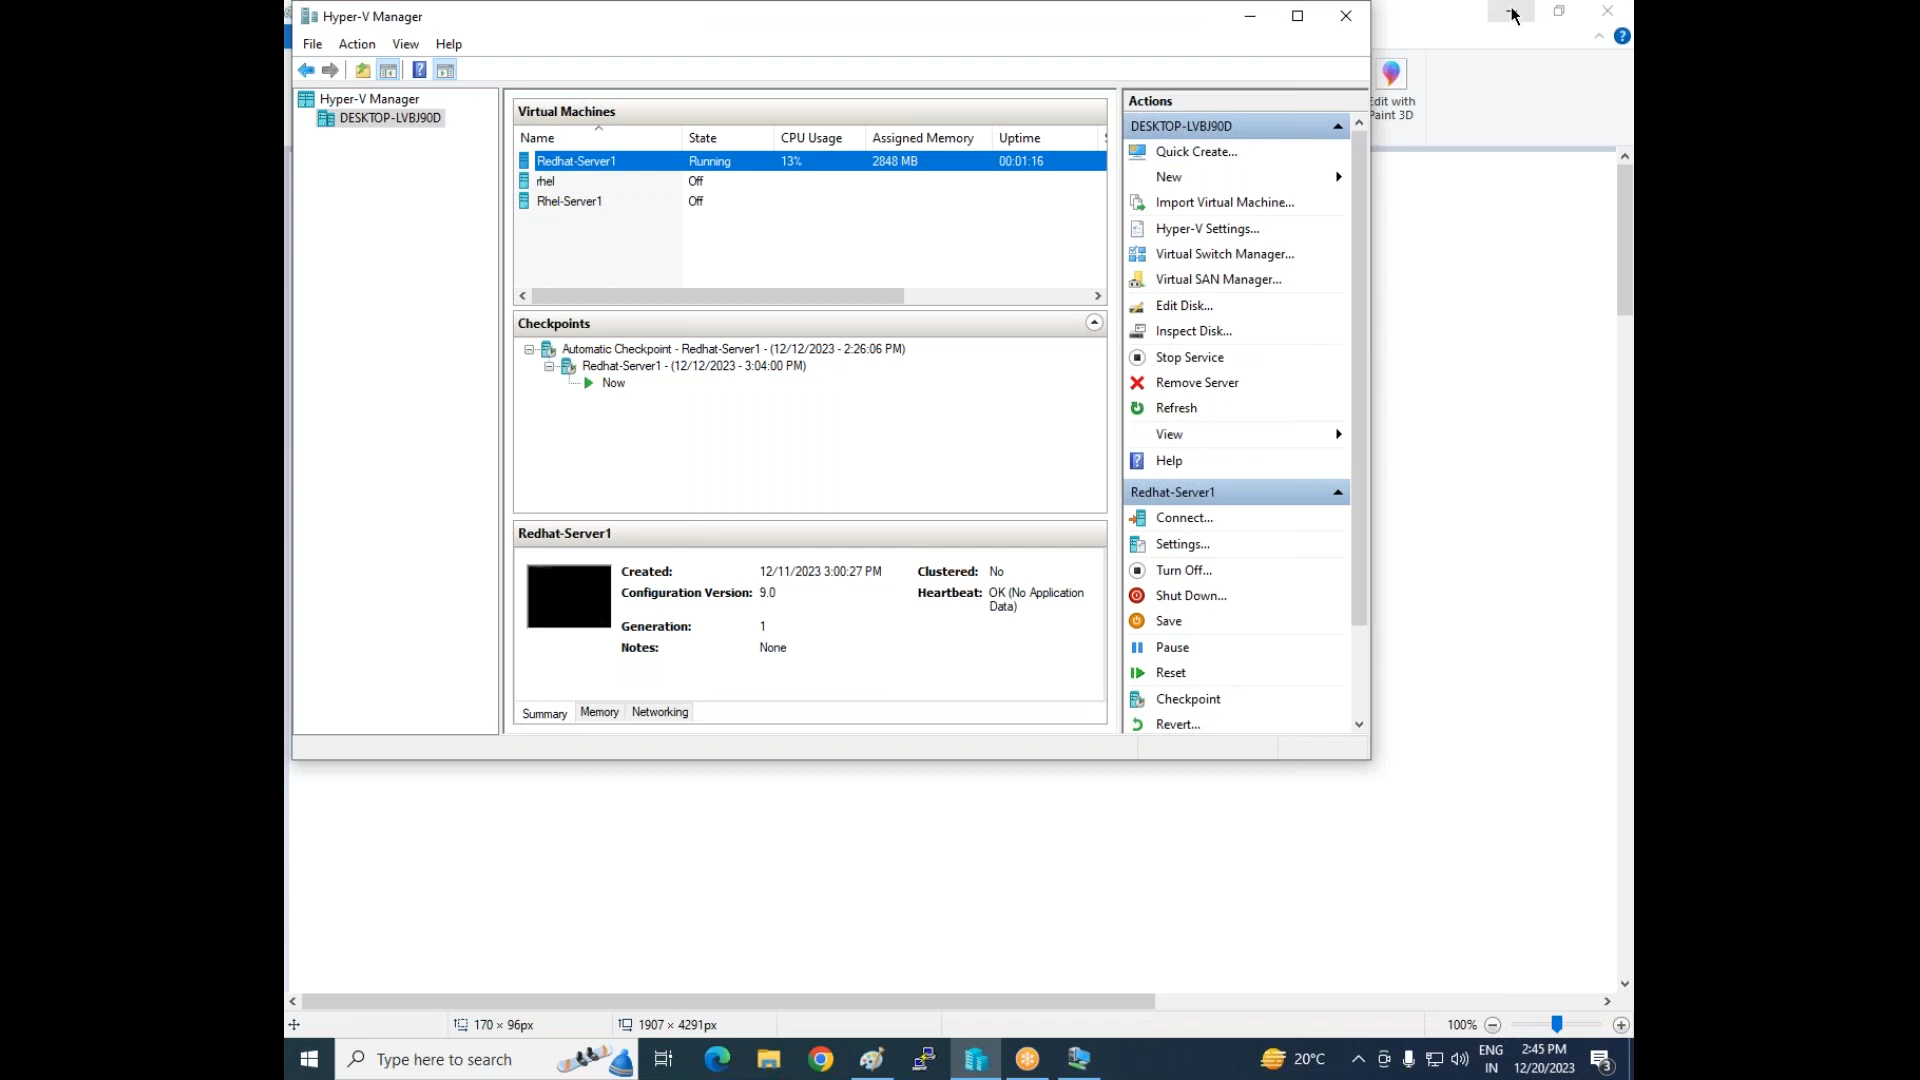 Hyper-V Manager
File Action View Help
Edit with
Paint 3D
Hyper-V Manager
DESKTOP-LVBJ90D
Virtual Machines
Name State CPU Usage Assigned Memory Uptime
Redhat-Server1 Running 13% 2848 MB 00:01:16
rhel Off
Rhel-Server1 Off
Checkpoints
Automatic Checkpoint - Redhat-Server1 - (12/12/2023 - 2:26:06 PM)
Redhat-Server1 - (12/12/2023 - 3:04:00 PM)
Now
Redhat-Server1
Created: 12/11/2023 3:00:27 PM Clustered: No
Configuration Version: 9.0 Heartbeat: OK (No Application
Data)
Generation: 1
Notes: None
Summary Memory Networking
Actions
DESKTOP-LVBJ90D
Quick Create...
New
Import Virtual Machine...
Hyper-V Settings...
Virtual Switch Manager...
Virtual SAN Manager...
Edit Disk...
Inspect Disk...
Stop Service
Remove Server
Refresh
View
Help
Redhat-Server1
Connect...
Settings...
Turn Off...
Shut Down...
Save
Pause
Reset
Checkpoint
Revert...
170 × 96px 1907 × 4291px 100%
Type here to search 20°C ENG 2:45 PM
IN 12/20/2023 3